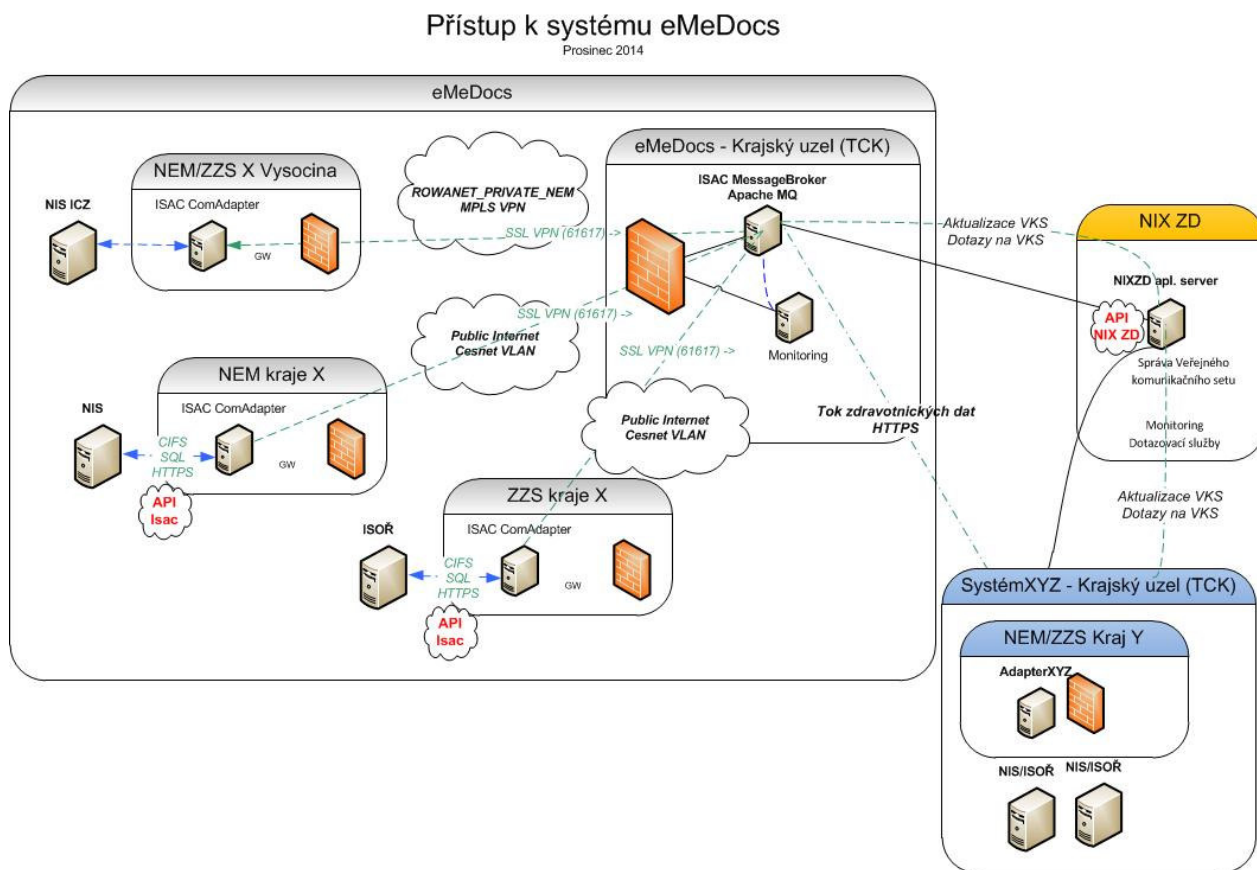 Přístup k systému eMeDocs
Prosinec 2014
eMeDocs
NEM/ZZS X Vysocina
ISAC ComAdapter
NIS ICZ
GW
ROWANET_PRIVATE_NEM
MPLS VPN
SSL VPN (61617) ->
eMeDocs - Krajský uzel (TCK)
ISAC MessageBroker
Apache MQ
Monitoring
SSL VPN (61617) ->
Public Internet
Cesnet VLAN
SSL VPN (61617) ->
NEM kraje X
ISAC ComAdapter
NIS
CIFS
SQL
HTTPS
GW
API
Isac
Public Internet
Cesnet VLAN
ZZS kraje X
ISAC ComAdapter
ISOŘ
CIFS
SQL
HTTPS
GW
API
Isac
Aktualizace VKS
Dotazy na VKS
NIX ZD
NIXZD apl. server
API
NIX ZD
Správa Veřejného
komunikačního setu
Monitoring
Dotazovací služby
Tok zdravotnických dat
HTTPS
Aktualizace VKS
Dotazy na VKS
SystémXYZ - Krajský uzel (TCK)
NEM/ZZS Kraj Y
AdapterXYZ
NIS/ISOŘ
NIS/ISOŘ